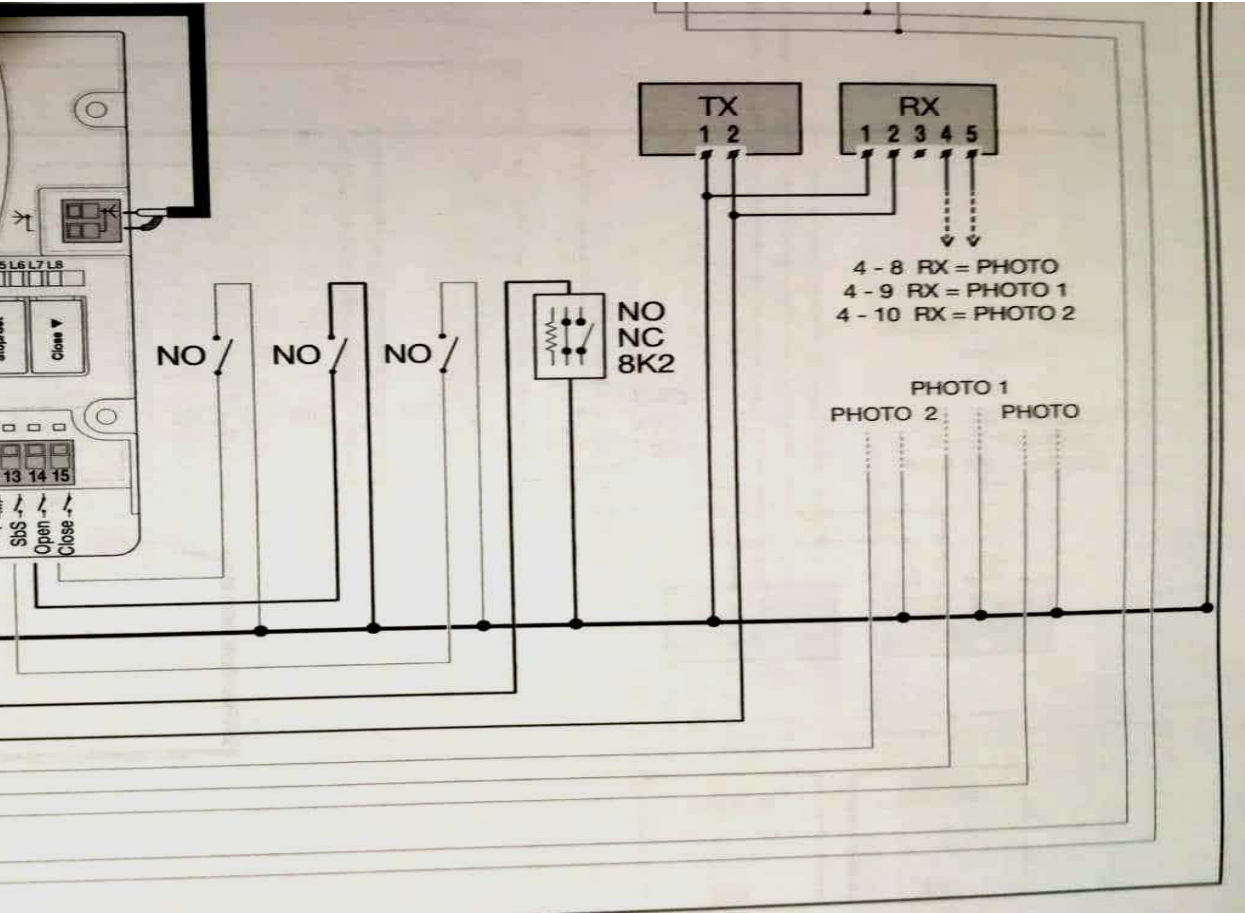 TX
1 2
RX
1 2 3 4 5
4 - 8 RX = PHOTO
4 - 9 RX = PHOTO 1
4 - 10 RX = PHOTO 2
L6 L7 L8
Close ▼
NO
NO
NO
NO
NC
8K2
PHOTO 1
PHOTO 2
PHOTO
13 14 15
SbS
Open
Close